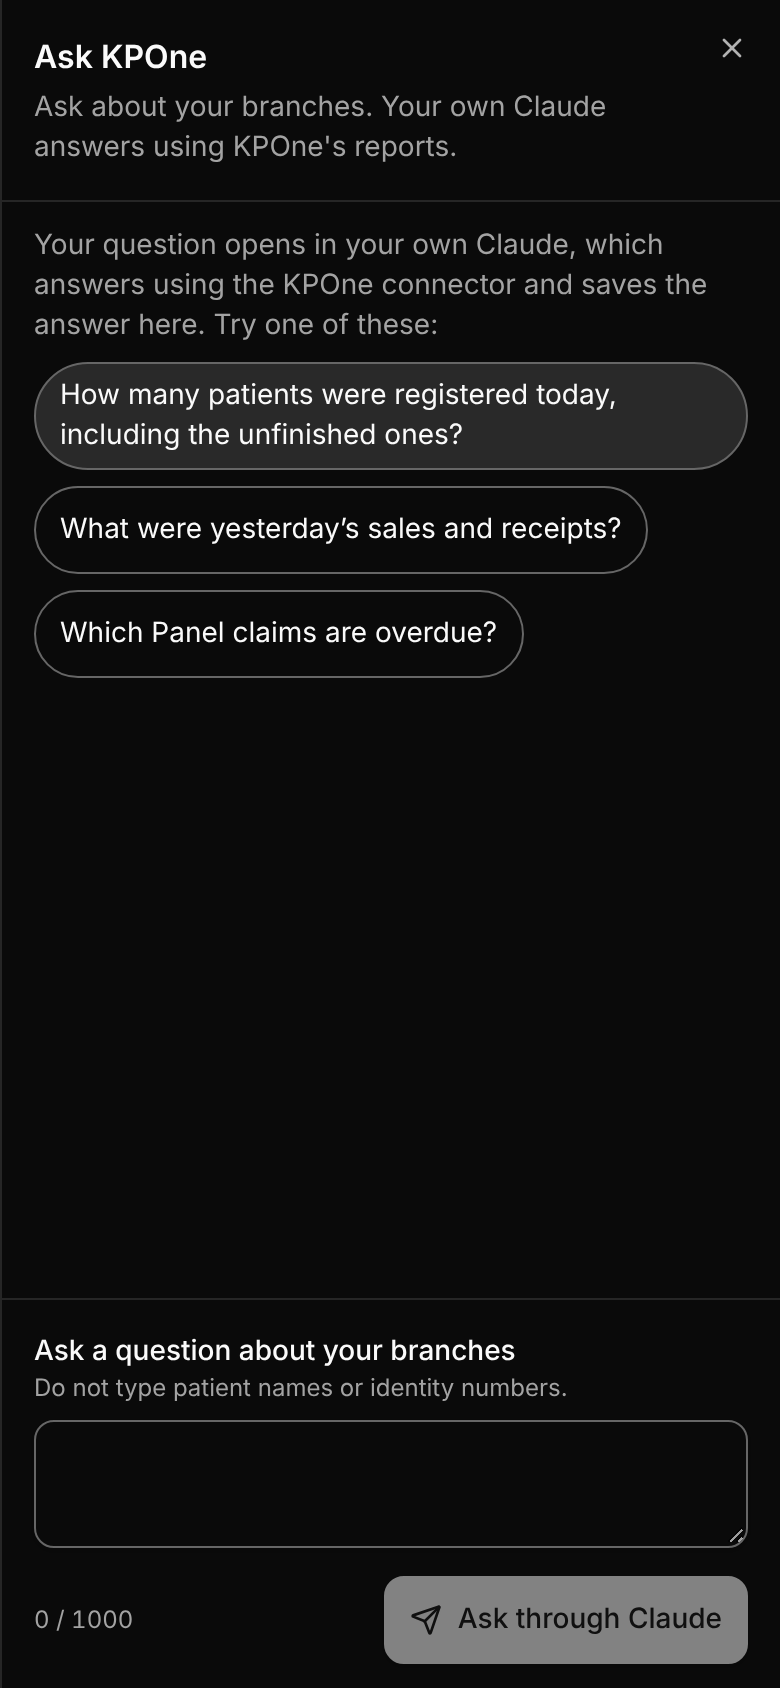 Ask KPOne
Ask about your branches. Your own Claude
answers using KPOne's reports.
Your question opens in your own Claude, which
answers using the KPOne connector and saves the
answer here. Try one of these:
How many patients were registered today,
including the unfinished ones?
What were yesterday’s sales and receipts?
Which Panel claims are overdue?
Ask a question about your branches
Do not type patient names or identity numbers.
0 / 1000
Ask through Claude